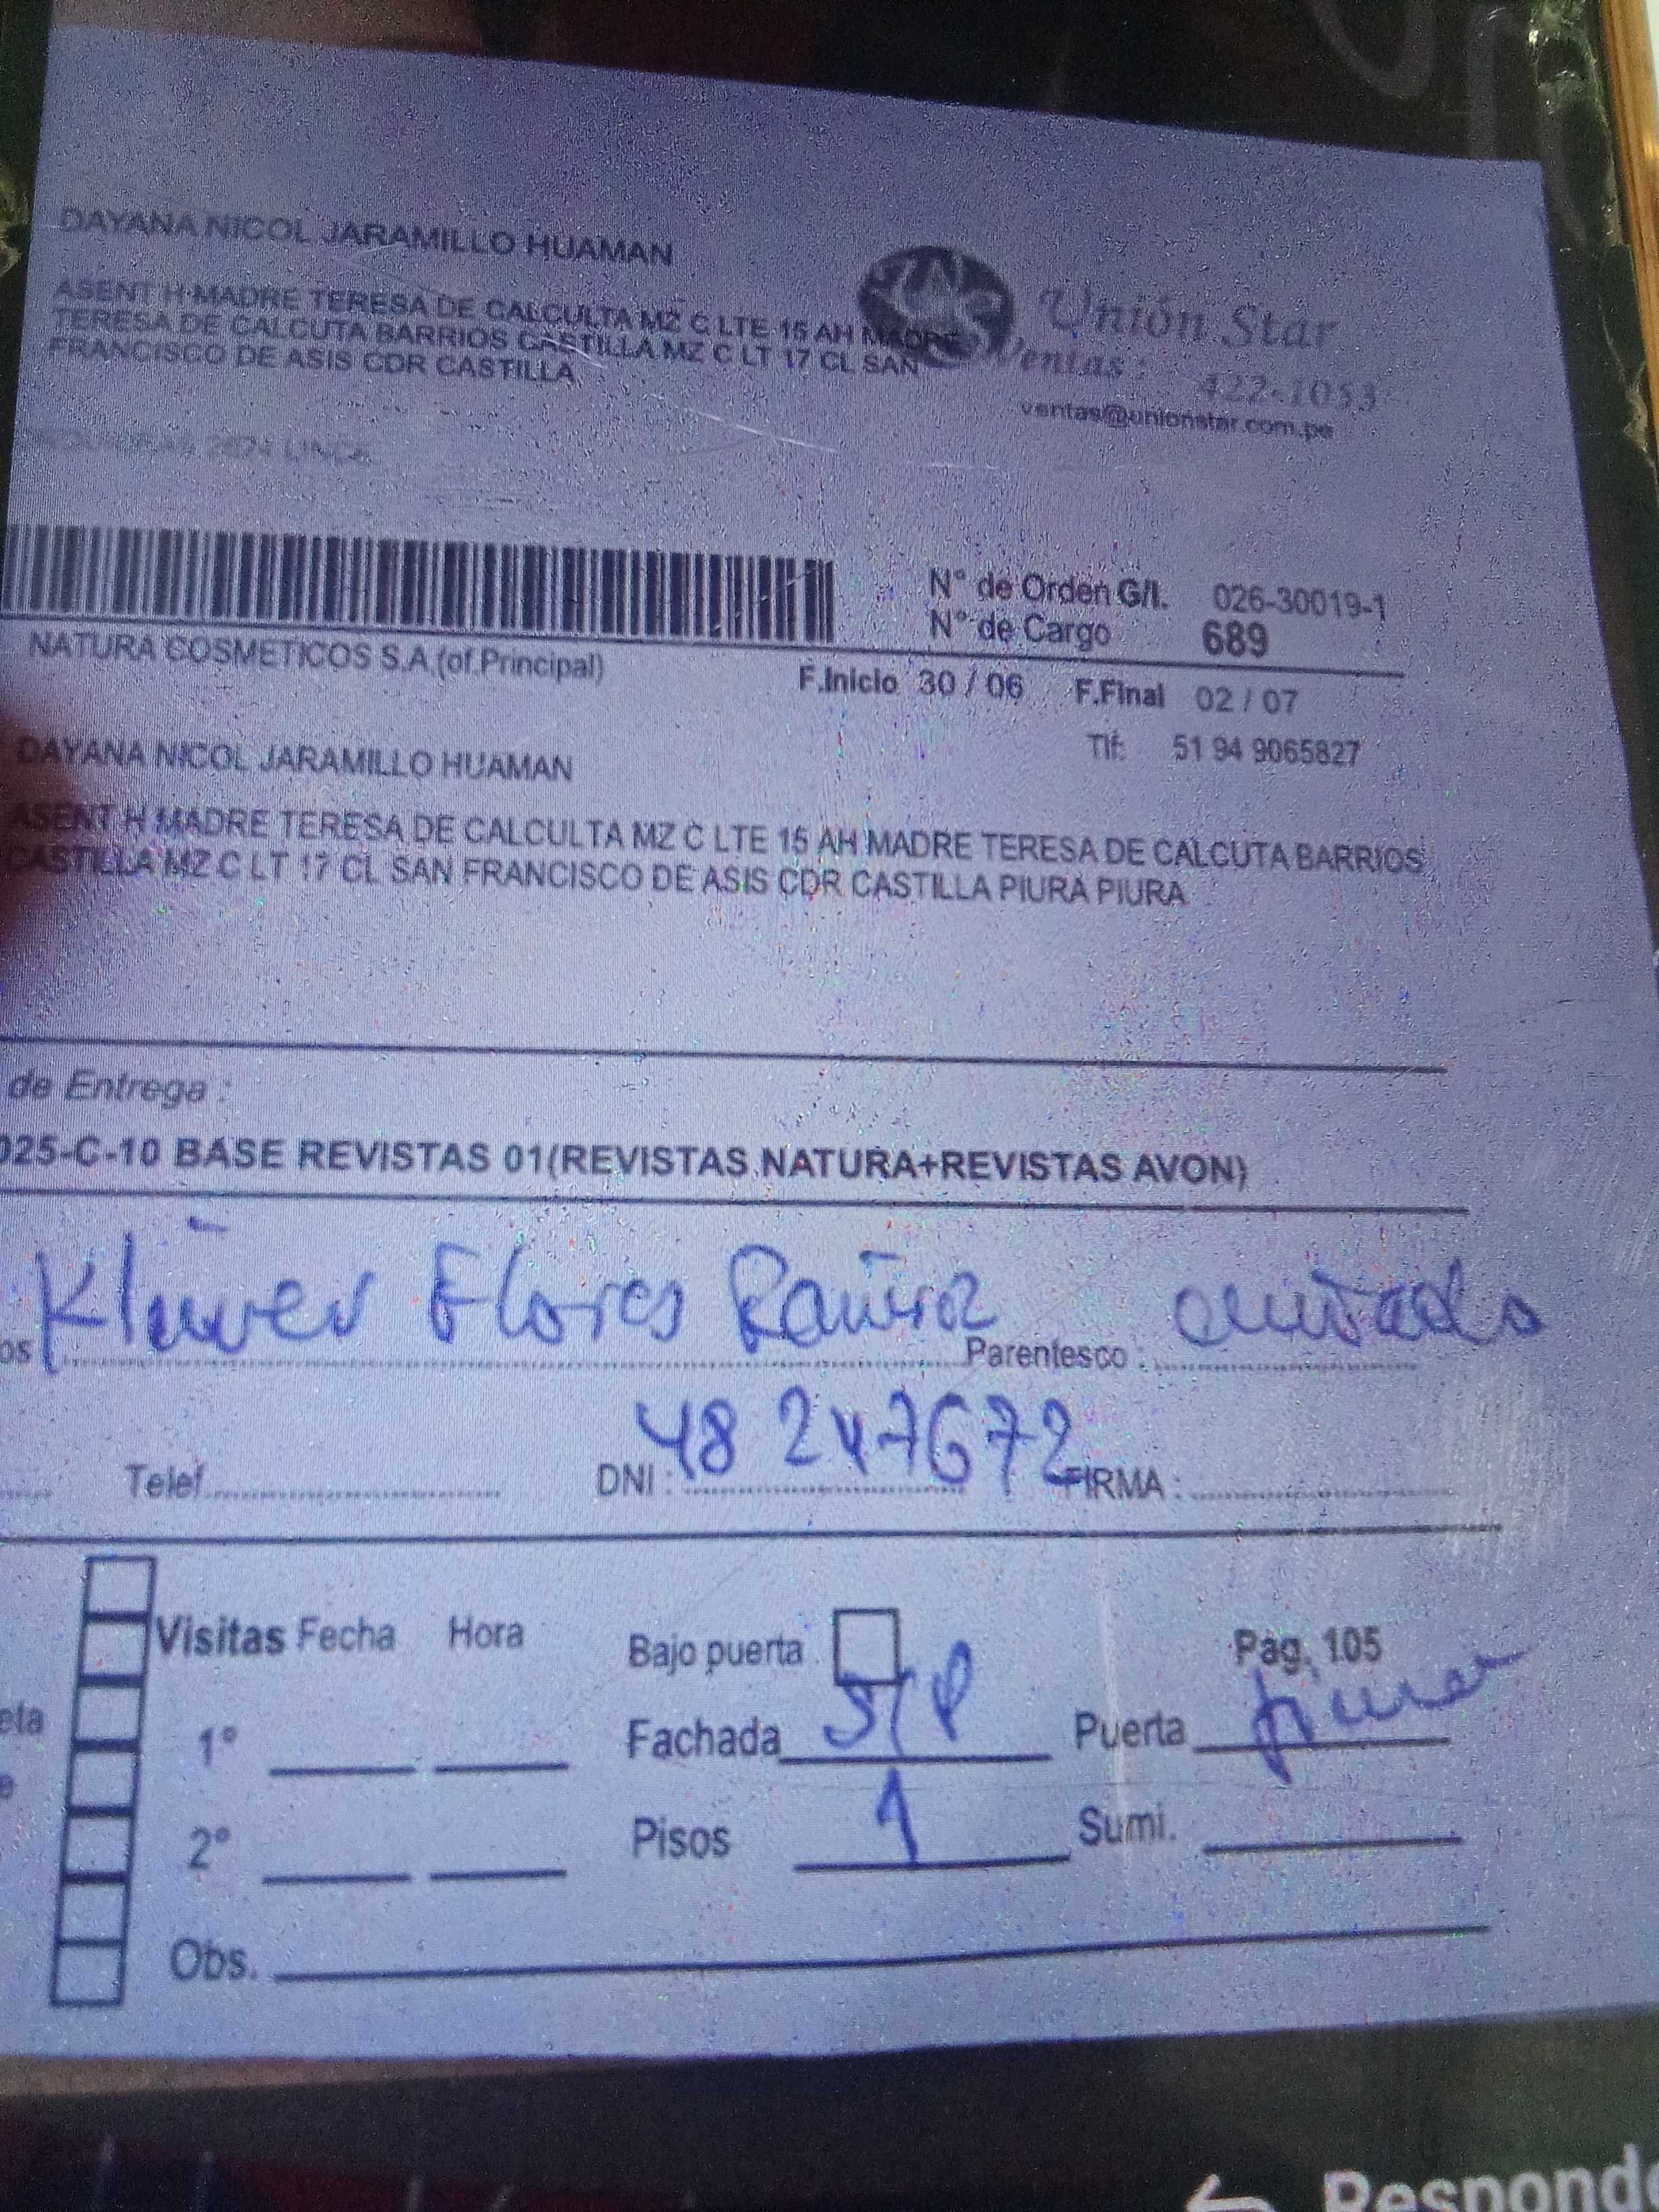 DAYANA NICOL JARAMILLO HUAMAN
ASENT H MADRE TERESA DE CALCULTA MZ C LTE 15 AH MADRE
TERESA DE CALCUTA BARRIOS CASTILLA MZ C LT 17 CL SAN
FRANCISCO DE ASIS CDR CASTILLA
Unión Star
Ventas: 422-1053
ventas@unionstar.com.pe
2024 LINCE
N° de Orden G/I. 026-30019-1
N° de Cargo 689
NATURA COSMETICOS S.A.(of.Principal) F.Inicio 30 / 06 F.Final 02 / 07
DAYANA NICOL JARAMILLO HUAMAN Tlf: 51 94 9065827
ASENT H MADRE TERESA DE CALCULTA MZ C LTE 15 AH MADRE TERESA DE CALCUTA BARRIOS
CASTILLA MZ C LT 17 CL SAN FRANCISCO DE ASIS CDR CASTILLA PIURA PIURA
de Entrega :
025-C-10 BASE REVISTAS 01(REVISTAS NATURA+REVISTAS AVON)
os Flores Parentesco :
Telef. DNI : 48247672 FIRMA :
Visitas Fecha Hora Bajo puerta Pág. 105
eta 1° Fachada S/P Puerta
e 2° Pisos 1 Sumi.
Obs.
Responde